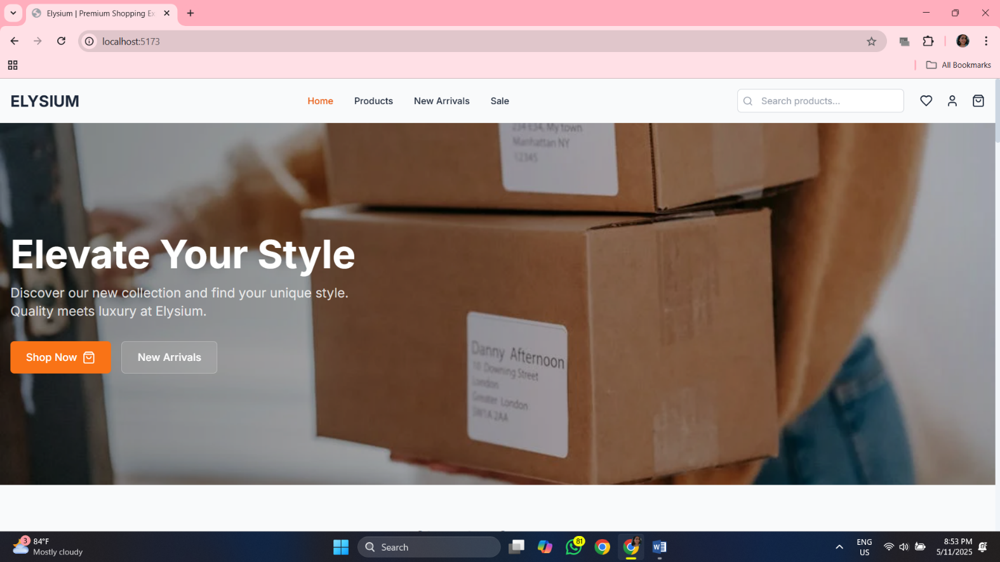 Elysium | Premium Shopping Ex
localhost:5173
All Bookmarks
ELYSIUM
Home
Products
New Arrivals
Sale
Search products...
234 E34, My town
Manhattan NY
12345
Elevate Your Style
Discover our new collection and find your unique style.
Quality meets luxury at Elysium.
Shop Now
New Arrivals
Danny Afternoon
10 Downing Street
London
Greater London
SW1A 2AA
3
84°F
Mostly cloudy
Search
81
ENG
US
8:53 PM
5/11/2025